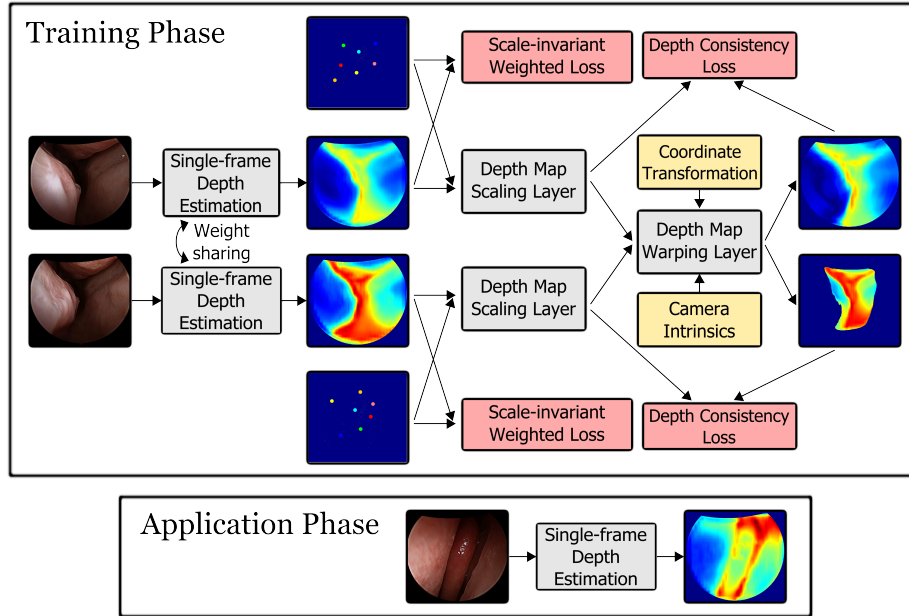 Training Phase
Scale-invariant
Weighted Loss
Depth Consistency
Loss
Single-frame
Depth
Estimation
Depth Map
Scaling Layer
Coordinate
Transformation
Weight
sharing
Depth Map
Warping Layer
Single-frame
Depth
Estimation
Depth Map
Scaling Layer
Camera
Intrinsics
Scale-invariant
Weighted Loss
Depth Consistency
Loss
Application Phase
Single-frame
Depth
Estimation